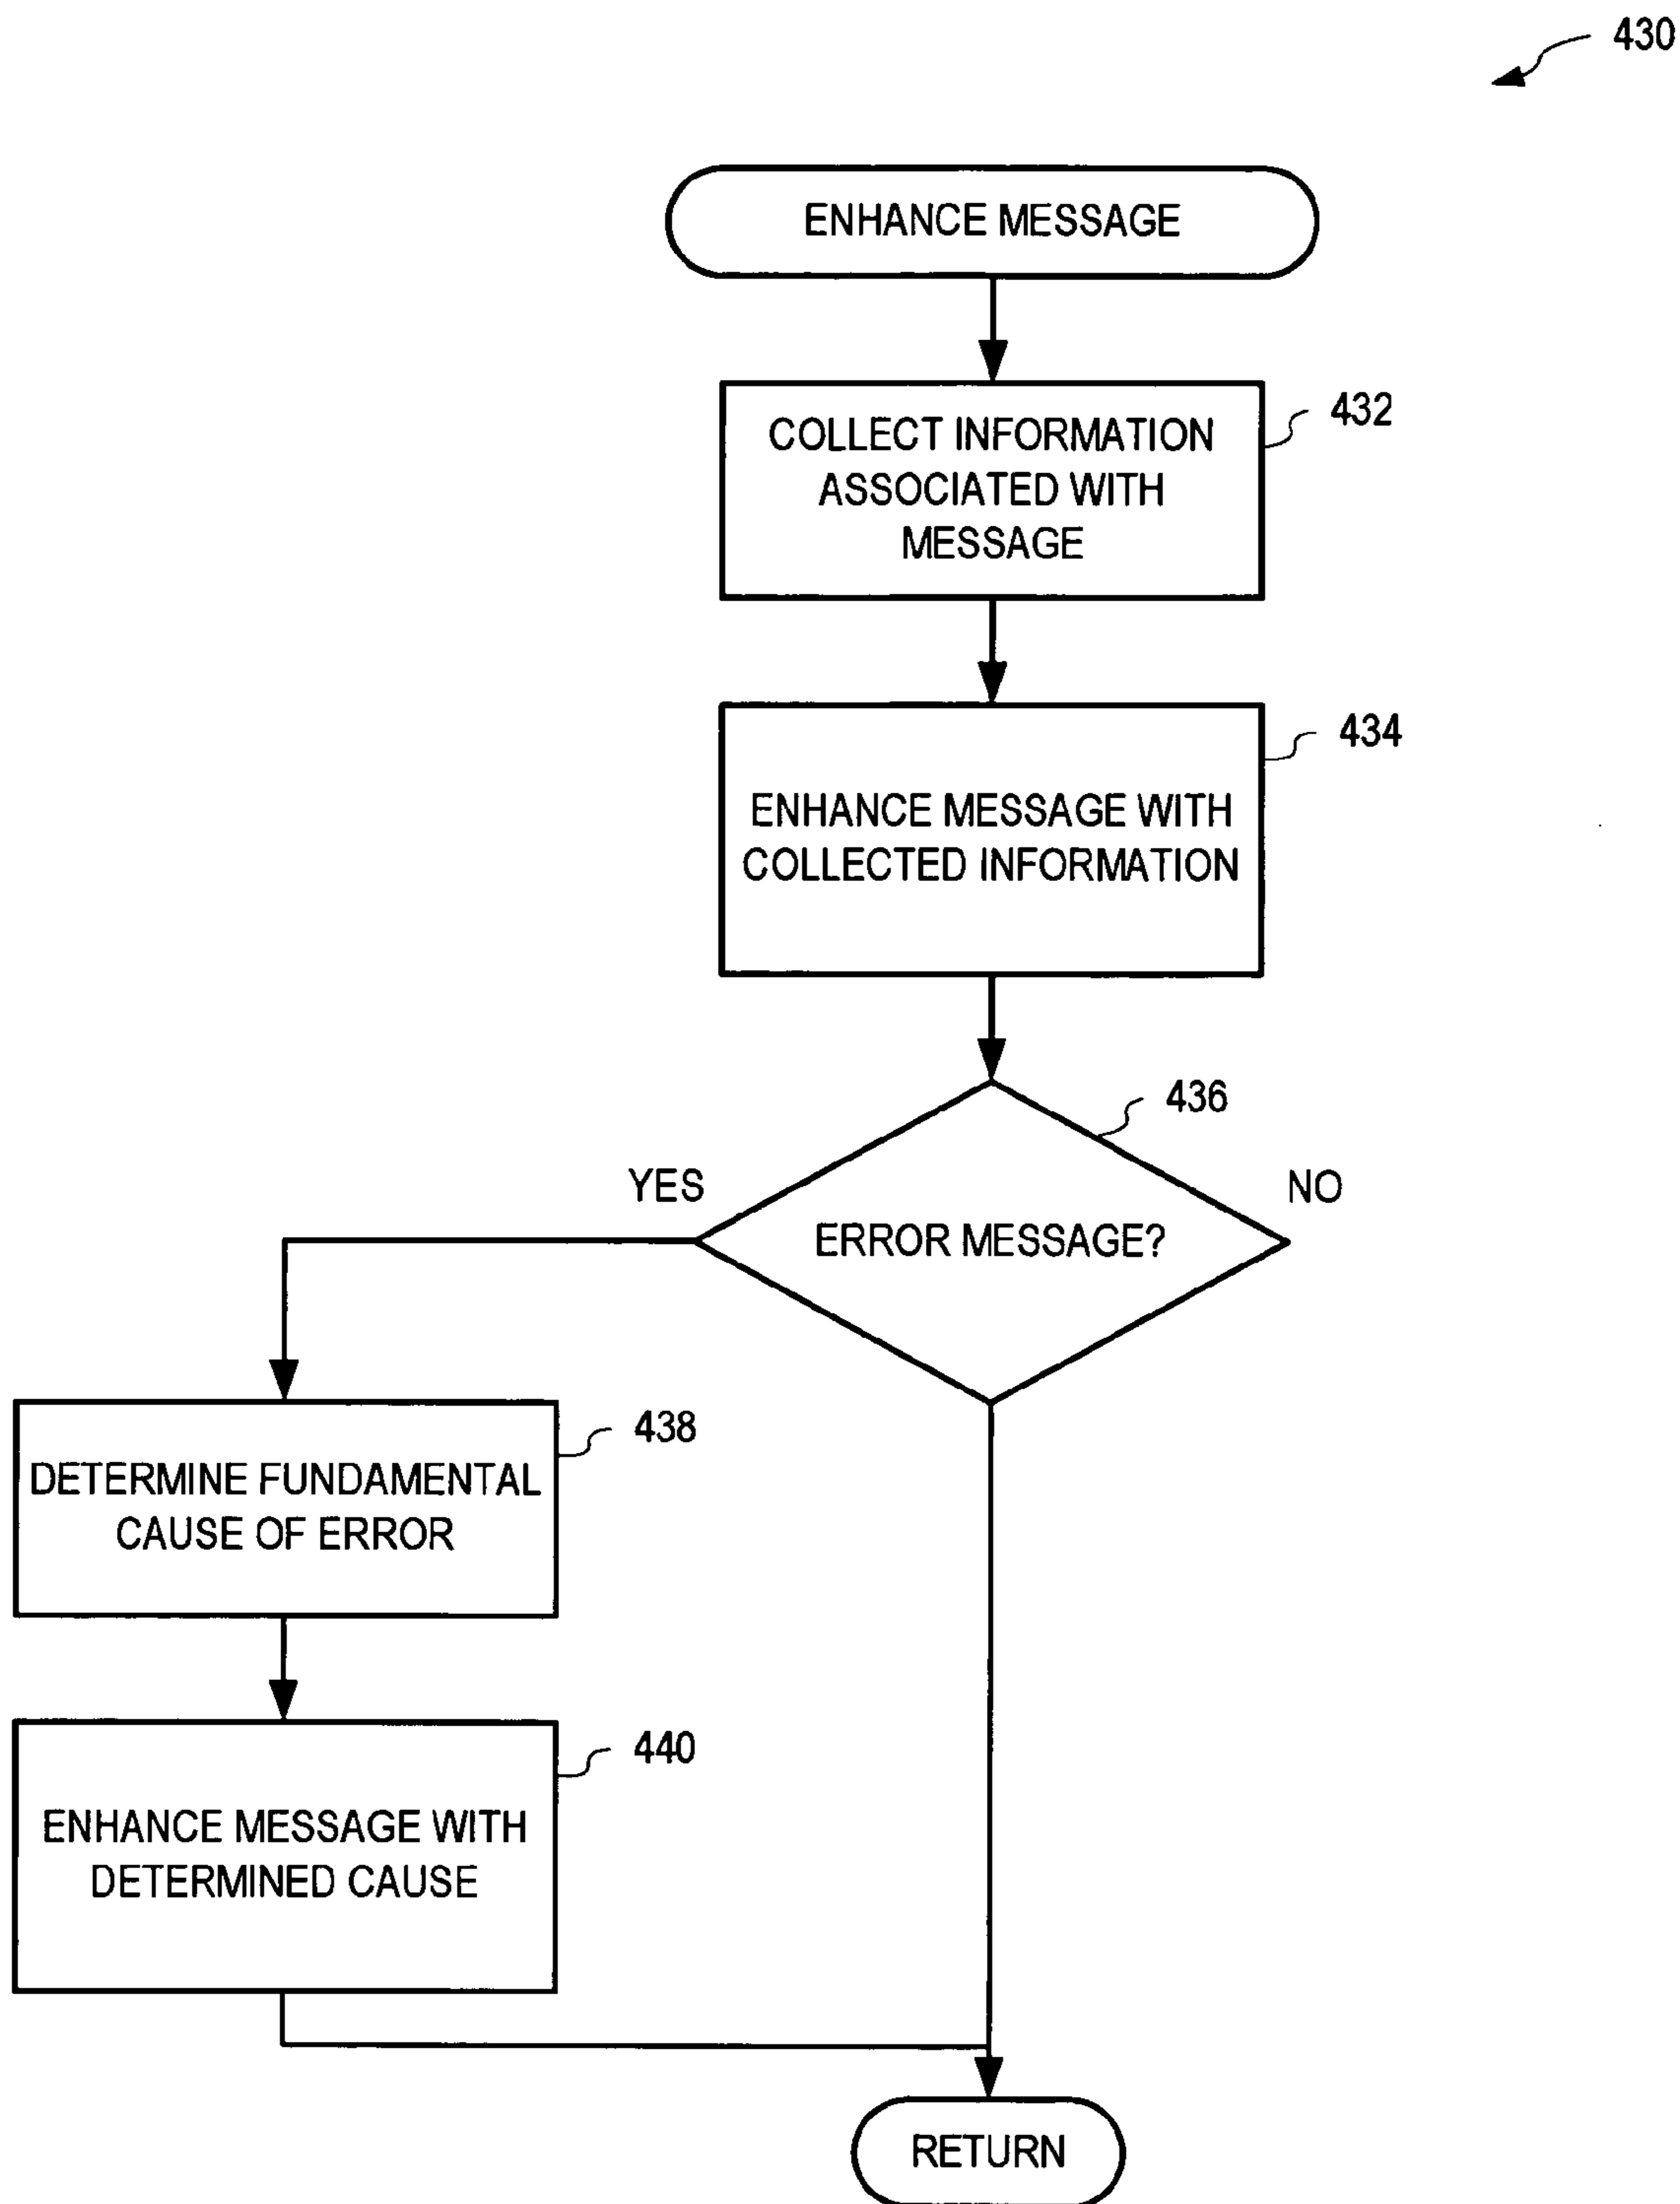 430
ENHANCE MESSAGE
432
COLLECT INFORMATION
ASSOCIATED WITH
MESSAGE
434
ENHANCE MESSAGE WITH
COLLECTED INFORMATION
436
YES
NO
ERROR MESSAGE?
438
DETERMINE FUNDAMENTAL
CAUSE OF ERROR
440
ENHANCE MESSAGE WITH
DETERMINED CAUSE
RETURN